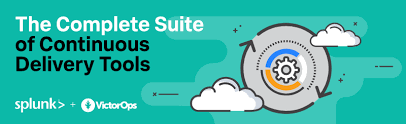 The Complete Suite
of Continuous
Delivery Tools
splunk> + VictorOps